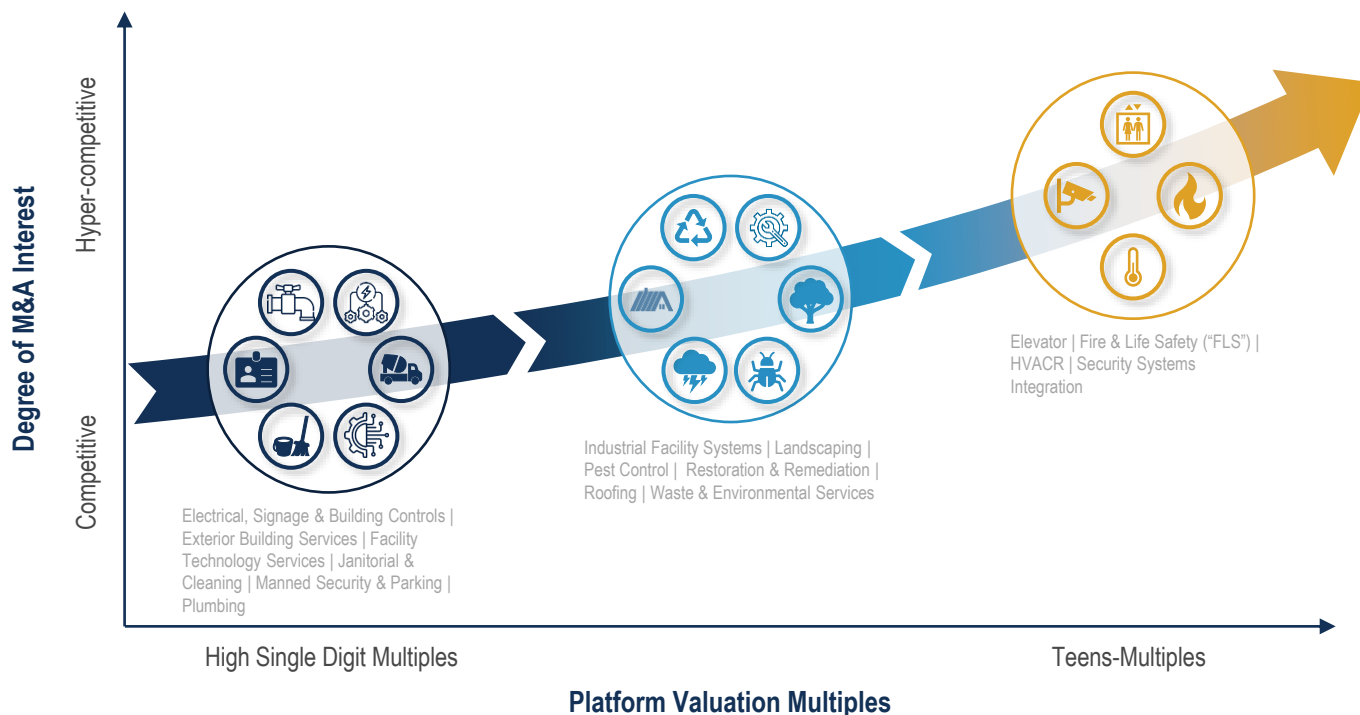 Degree of M&A Interest
Hyper-competitive
Competitive
Electrical, Signage & Building Controls |
Exterior Building Services | Facility
Technology Services | Janitorial &
Cleaning | Manned Security & Parking |
Plumbing
Industrial Facility Systems | Landscaping |
Pest Control | Restoration & Remediation |
Roofing | Waste & Environmental Services
Elevator | Fire & Life Safety (“FLS”) |
HVACR | Security Systems
Integration
High Single Digit Multiples
Teens-Multiples
Platform Valuation Multiples